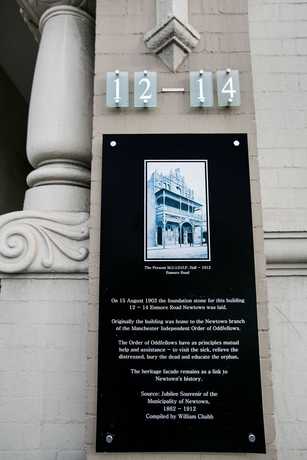 12 - 14
The Present M.U.I.O.O.F. Hall - 1912
Enmore Road
On 15 August 1903 the foundation stone for this building
12 - 14 Enmore Road Newtown was laid.
Originally the building was home to the Newtown branch
of the Manchester Independent Order of Oddfellows.
The Order of Oddfellows have as principles mutual
help and assistance - to visit the sick, relieve the
distressed, bury the dead and educate the orphan.
The heritage facade remains as a link to
Newtown's history.
Source: Jubilee Souvenir of the
Municipality of Newtown,
1862 - 1912
Compiled by William Chubb